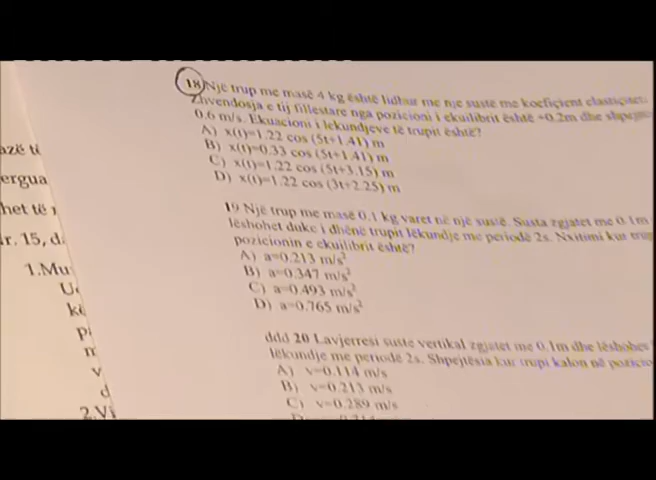 18 Një trup me masë 4 kg është lidhur me një sustë me koeficient elasticiteti
Zhvendosja e tij fillestare nga pozicioni i ekuilibrit është +0.2m dhe shpejtës
0.6 m/s. Ekuacioni i lëkundjeve të trupit është?
A) x(t)=1.22 cos (5t+1.41) m
B) x(t)=0.33 cos (5t+1.41) m
C) x(t)=1.22 cos (5t+3.15) m
D) x(t)=1.22 cos (3t+2.25) m
19 Një trup me masë 0.1 kg varet në një sustë. Susta zgjatet me 0.1m
lëshohet duke i dhënë trupit lëkundje me periodë 2s. Nxitimi kur trup
pozicionin e ekuilibrit është?
A) a=0.213 m/s²
B) a=0.347 m/s²
C) a=0.493 m/s²
D) a=0.765 m/s²
ddd 20 Lavjerrësi sustë vertikal zgjatet me 0.1m dhe lëshohet
lëkundje me periodë 2s. Shpejtësia kur trupi kalon në pozicio
A) v=0.114 m/s
B) v=0.213 m/s
C) v=0.289 m/s
azë të
ergua
het të
r. 15, d
1.Mu
U
kë
p
n
v
d
2.Vi